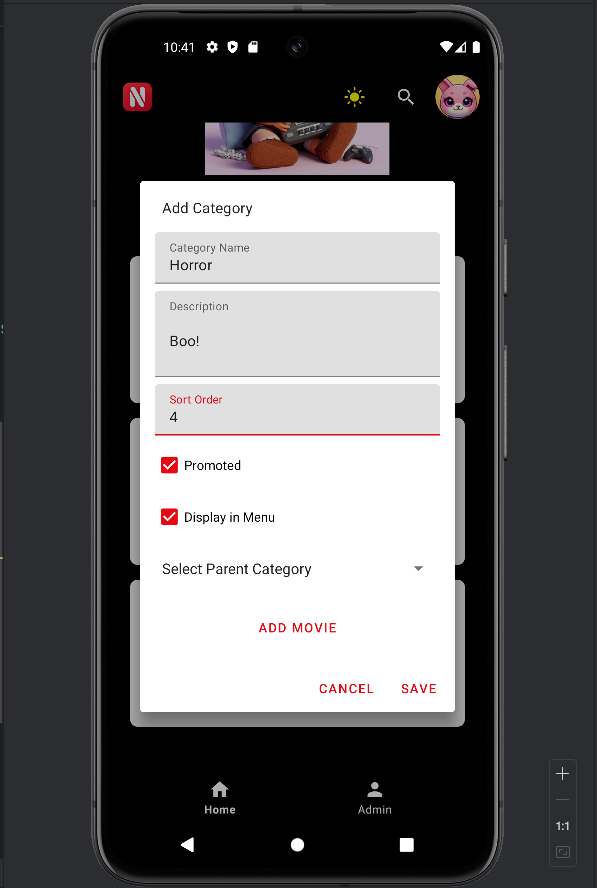 10:41
N
Add Category
Category Name
Horror
Description
Boo!
Sort Order
4
Promoted
Display in Menu
Select Parent Category
ADD MOVIE
CANCEL SAVE
Home Admin
1:1